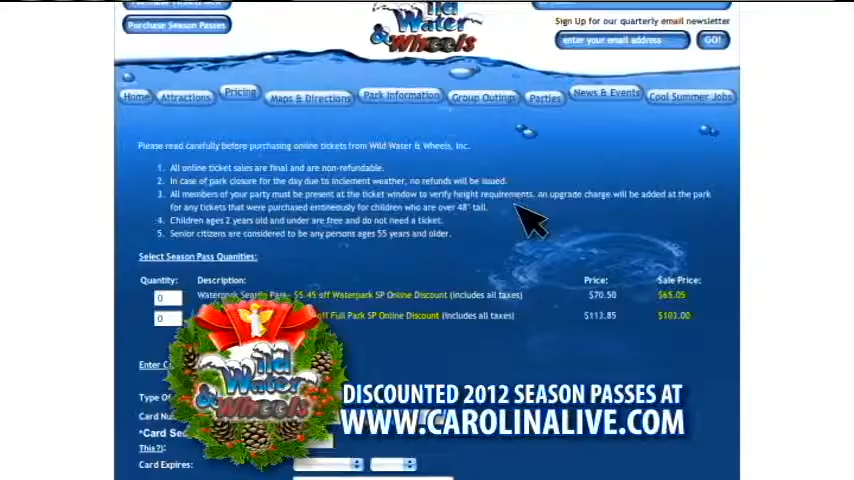 Purchase Season Passes
Wild Water & Wheels
Sign Up for our quarterly email newsletter
enter your email address GO!
Home Attractions Pricing Maps & Directions Park Information Group Outings Parties News & Events Cool Summer Jobs
Please read carefully before purchasing online tickets from Wild Water & Wheels, Inc.
1. All online ticket sales are final and are non-refundable.
2. In case of park closure for the day due to inclement weather, no refunds will be issued.
3. All members of your party must be present at the ticket window to verify height requirements. an upgrade charge will be added at the park
for any tickets that were purchased erroneously for children who are over 48" tall.
4. Children ages 2 years old and under are free and do not need a ticket.
5. Senior citizens are considered to be any persons ages 55 years and older.
Select Season Pass Quantities:
Quantity: Description: Price: Sale Price:
0 Waterpark Season Pass - $5.45 off Waterpark SP Online Discount (includes all taxes) $70.50 $65.05
0 off Full Park SP Online Discount (includes all taxes) $113.85 $103.00
Enter
Type Of
Card
*Card
This?):
Card Expires:
Wild Water & Wheels
DISCOUNTED 2012 SEASON PASSES AT
WWW.CAROLINALIVE.COM